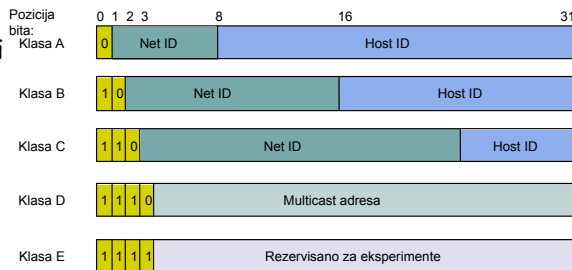 Pozicija bita: 0 1 2 3 8 16 31
i
Klasa A 0 Net ID Host ID
Klasa B 1 0 Net ID Host ID
Klasa C 1 1 0 Net ID Host ID
Klasa D 1 1 1 0 Multicast adresa
Klasa E 1 1 1 1 Rezervisano za eksperimente